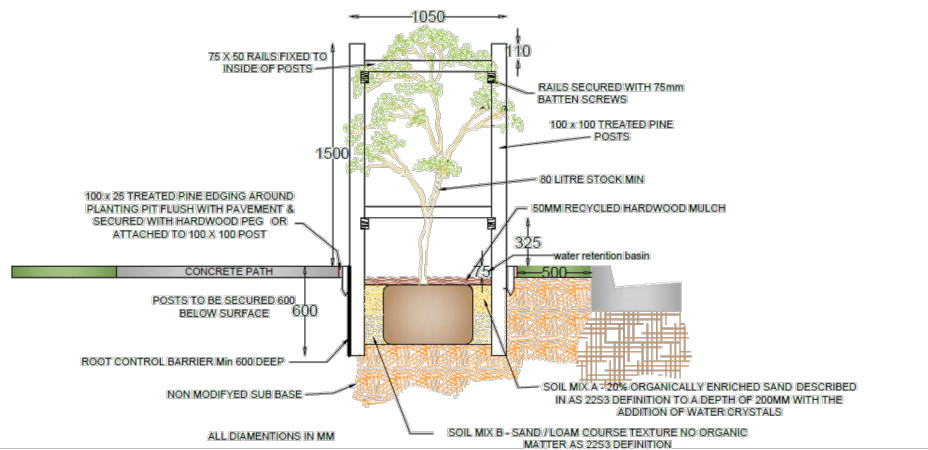 1050
75 X 50 RAILS FIXED TO
INSIDE OF POSTS
110
RAILS SECURED WITH 75mm
BATTEN SCREWS
100 x 100 TREATED PINE
POSTS
1500
80 LITRE STOCK MIN
100 x 25 TREATED PINE EDGING AROUND
PLANTING PIT FLUSH WITH PAVEMENT &
SECURED WITH HARDWOOD PEG OR
ATTACHED TO 100 X 100 POST
50MM RECYCLED HARDWOOD MULCH
325
water retention basin
CONCRETE PATH
75
500
POSTS TO BE SECURED 600
BELOW SURFACE
600
ROOT CONTROL BARRIER Min 600 DEEP
NON MODIFYED SUB BASE
SOIL MIX A - 20% ORGANICALLY ENRICHED SAND DESCRIBED
IN AS 22S3 DEFINITION TO A DEPTH OF 200MM WITH THE
ADDITION OF WATER CRYSTALS
ALL DIAMENTIONS IN MM
SOIL MIX B - SAND / LOAM COURSE TEXTURE NO ORGANIC
MATTER AS 22S3 DEFINITION